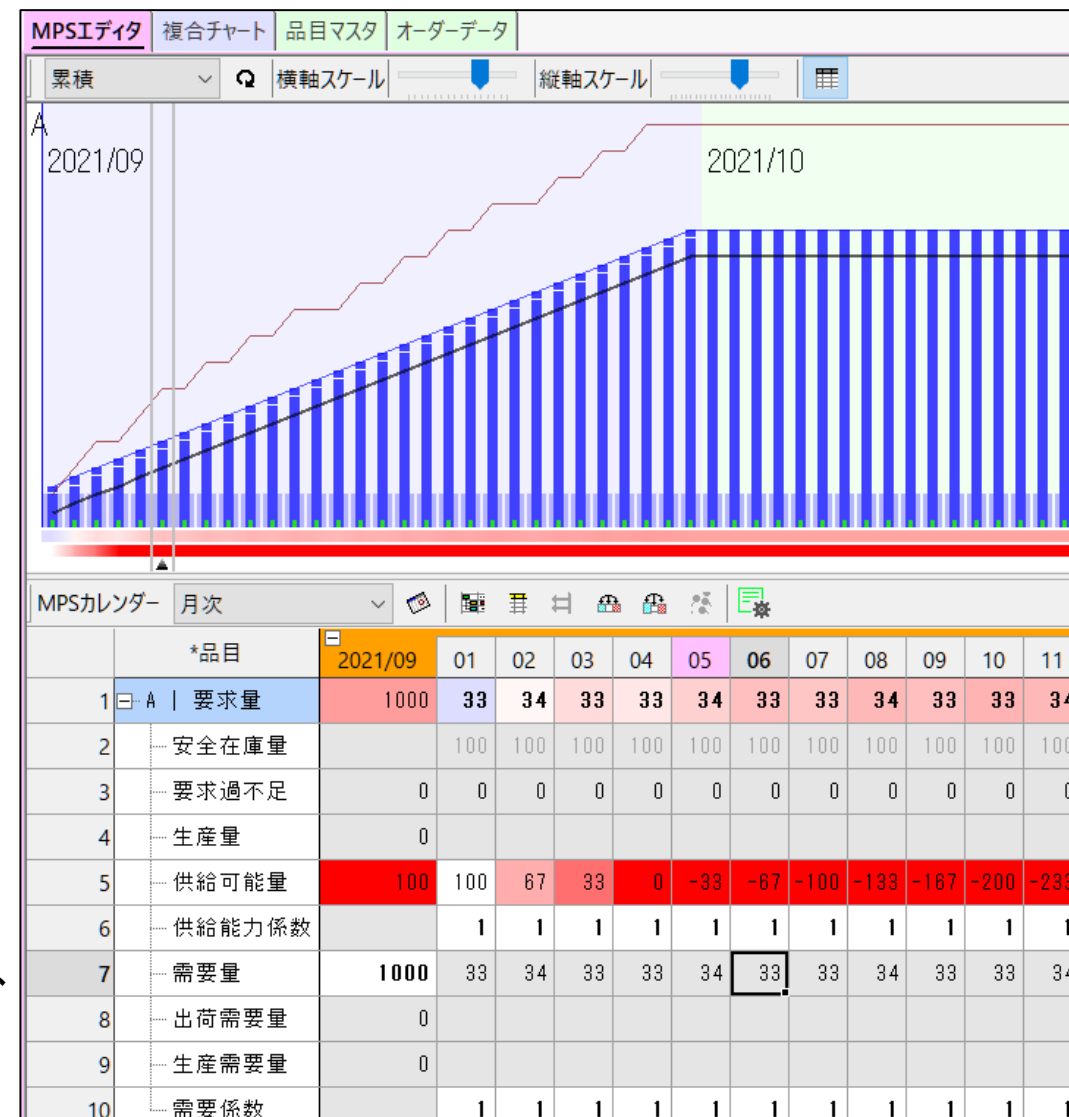 MPSエディタ 複合チャート 品目マスタ オーダーデータ
累積 横軸スケール 縦軸スケール
A
2021/09 2021/10
MPSカレンダー 月次
*品目 2021/09 01 02 03 04 05 06 07 08 09 10 11
1 A | 要求量 1000 33 34 33 33 34 33 33 34 33 33 34
2 安全在庫量 100 100 100 100 100 100 100 100 100 100 100
3 要求過不足 0 0 0 0 0 0 0 0 0 0 0 0
4 生産量 0
5 供給可能量 100 100 67 33 0 -33 -67 -100 -133 -167 -200 -233
6 供給能力係数 1 1 1 1 1 1 1 1 1 1 1
7 需要量 1000 33 34 33 33 34 33 33 34 33 33 34
8 出荷需要量 0
9 生産需要量 0
10 需要係数 1 1 1 1 1 1 1 1 1 1 1